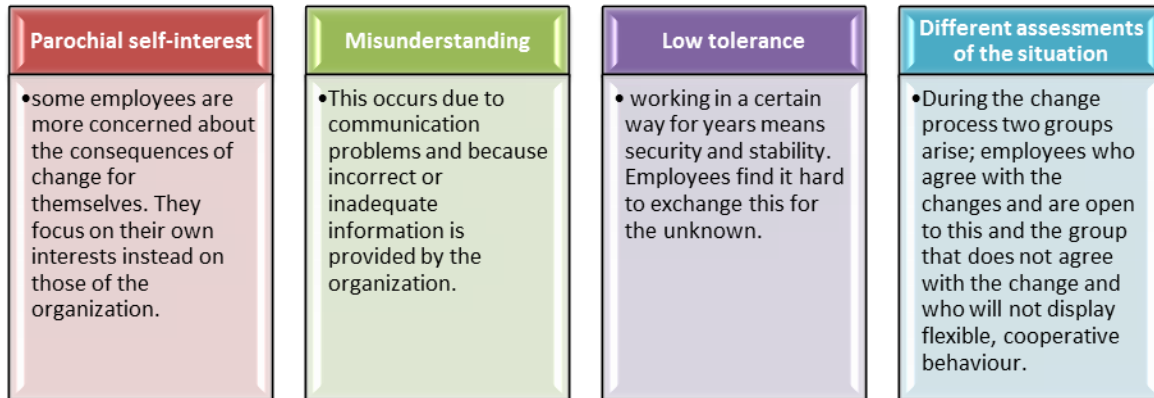 Parochial self-interest
•some employees are
more concerned about
the consequences of
change for
themselves. They
focus on their own
interests instead on
those of the
organization.
Misunderstanding
•This occurs due to
communication
problems and because
incorrect or
inadequate
information is
provided by the
organization.
Low tolerance
• working in a certain
way for years means
security and stability.
Employees find it hard
to exchange this for
the unknown.
Different assessments
of the situation
•During the change
process two groups
arise; employees who
agree with the
changes and are open
to this and the group
that does not agree
with the change and
who will not display
flexible, cooperative
behaviour.